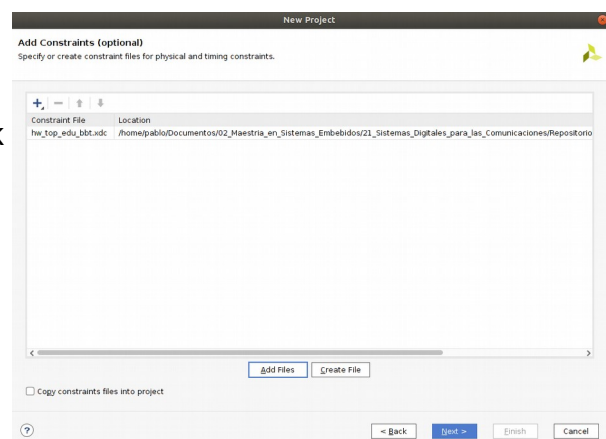 New Project
Add Constraints (optional)
Specify or create constraint files for physical and timing constraints.
Constraint File Location
hw_top_edu_bbt.xdc /home/pablo/Documentos/02_Maestria_en_Sistemas_Embebidos/21_Sistemas_Digitales_para_las_Comunicaciones/Repositorio
Add Files Create File
Copy constraints files into project
? < Back Next > Finish Cancel